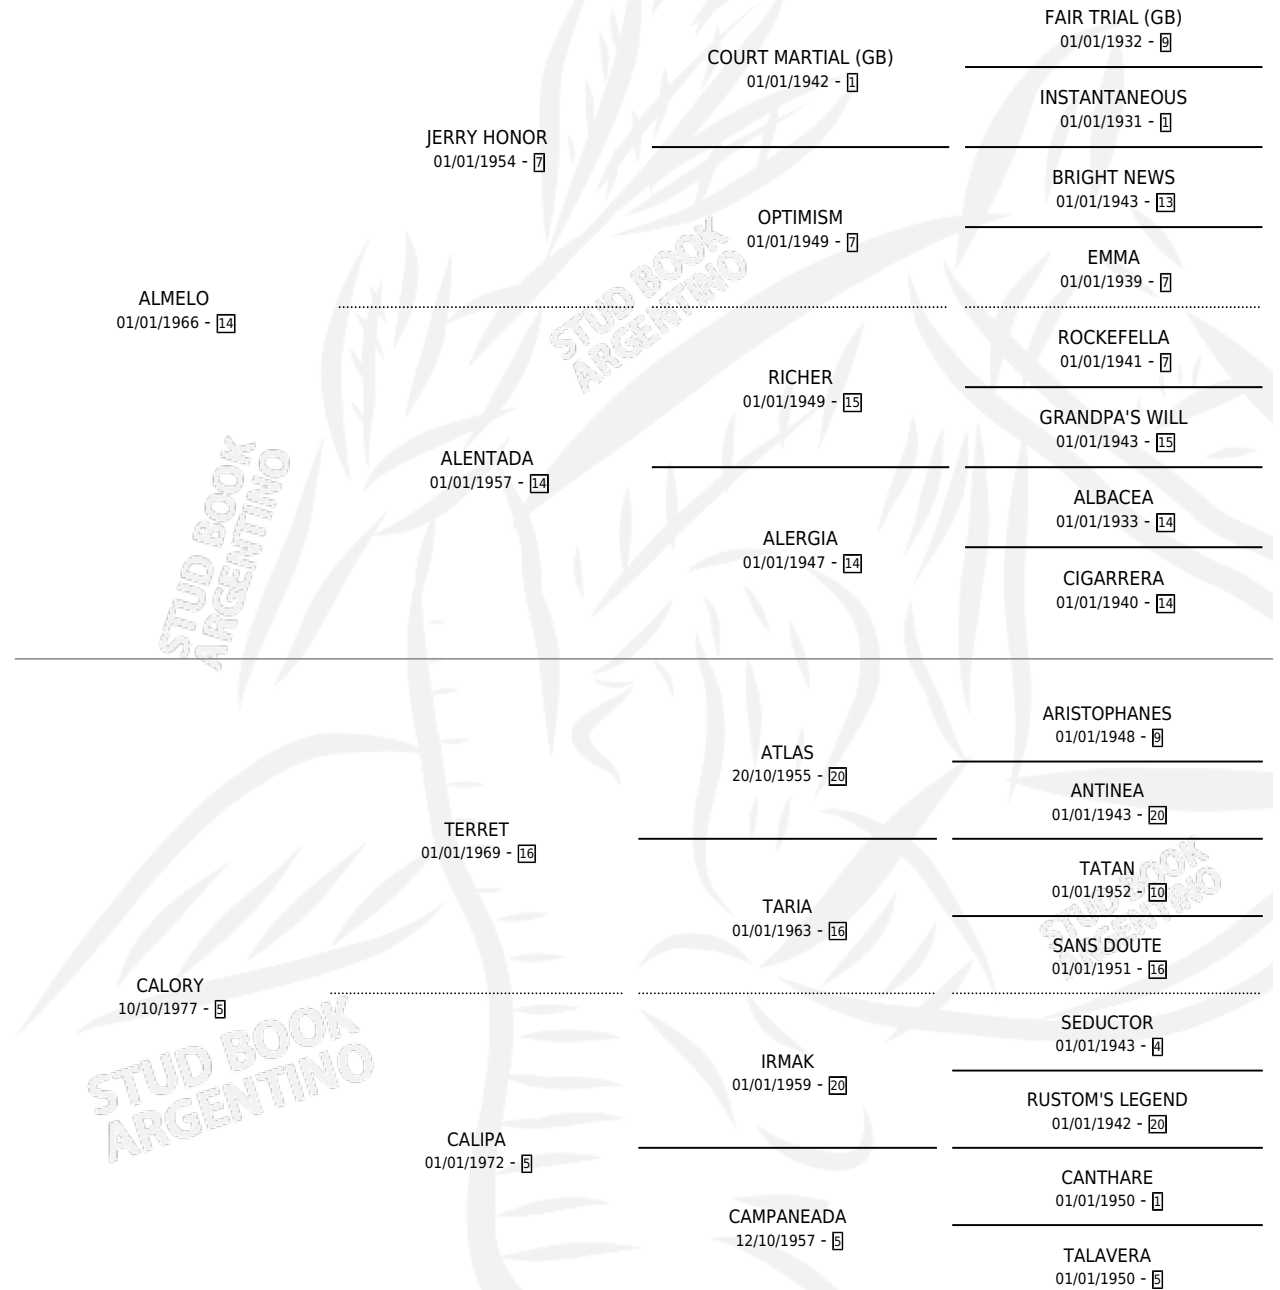 FAIR TRIAL (GB)
01/01/1932 - 9
COURT MARTIAL (GB)
01/01/1942 - 1
INSTANTANEOUS
01/01/1931 - 1
JERRY HONOR
01/01/1954 - 7
BRIGHT NEWS
01/01/1943 - 13
OPTIMISM
01/01/1949 - 7
EMMA
01/01/1939 - 7
ALMELO
01/01/1966 - 14
ROCKEFELLA
01/01/1941 - 7
RICHER
01/01/1949 - 15
GRANDPA'S WILL
01/01/1943 - 15
ALENTADA
01/01/1957 - 14
ALBACEA
01/01/1933 - 14
ALERGIA
01/01/1947 - 14
CIGARRERA
01/01/1940 - 14
STUD BOOK
ARGENTINO
STUD BOOK
ARGENTINO
ARISTOPHANES
01/01/1948 - 9
ATLAS
20/10/1955 - 20
ANTINEA
01/01/1943 - 20
TERRET
01/01/1969 - 16
TATAN
01/01/1952 - 10
TARIA
01/01/1963 - 16
SANS DOUTE
01/01/1951 - 16
CALORY
10/10/1977 - 5
SEDUCTOR
01/01/1943 - 4
IRMAK
01/01/1959 - 20
RUSTOM'S LEGEND
01/01/1942 - 20
CALIPA
01/01/1972 - 5
CANTHARE
01/01/1950 - 1
CAMPANEADA
12/10/1957 - 5
TALAVERA
01/01/1950 - 5
STUD BOOK
ARGENTINO
STUD BOOK
ARGENTINO